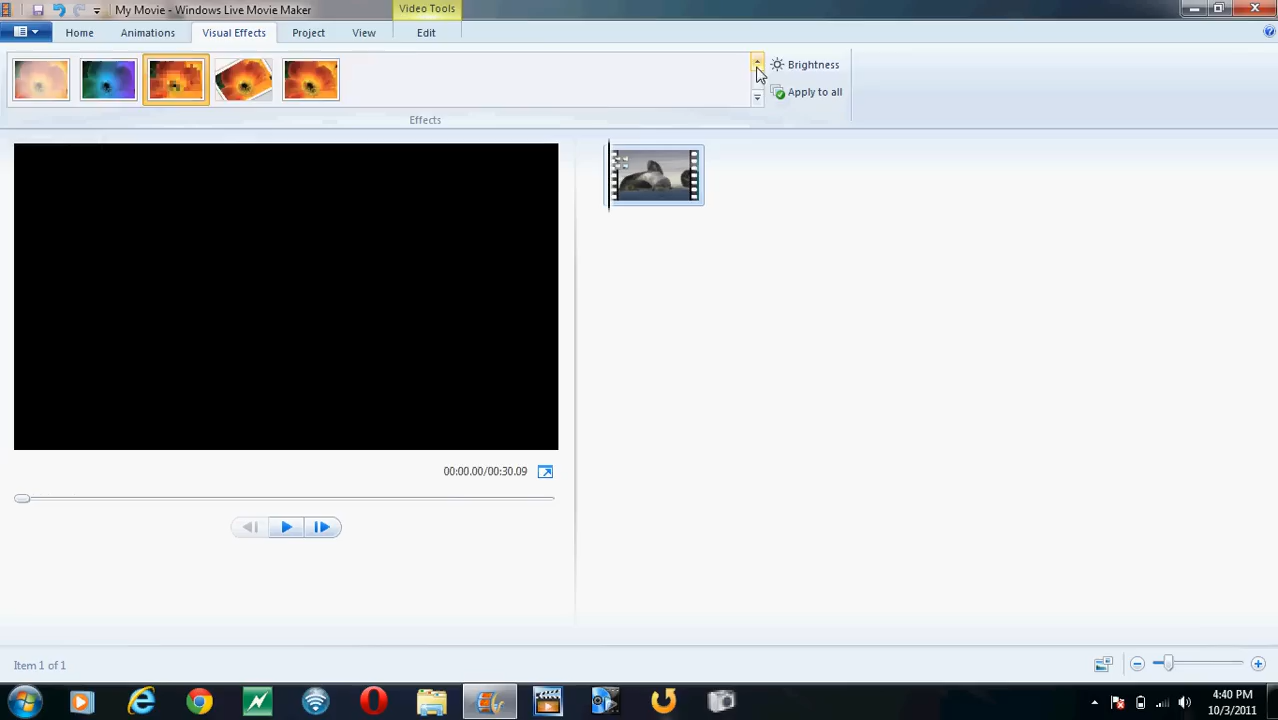 My Movie - Windows Live Movie Maker
Video Tools
Home
Animations
Visual Effects
Project
View
Edit
Brightness
Apply to all
Effects
00:00.00/00:30.09
Item 1 of 1
4:40 PM
10/3/2011